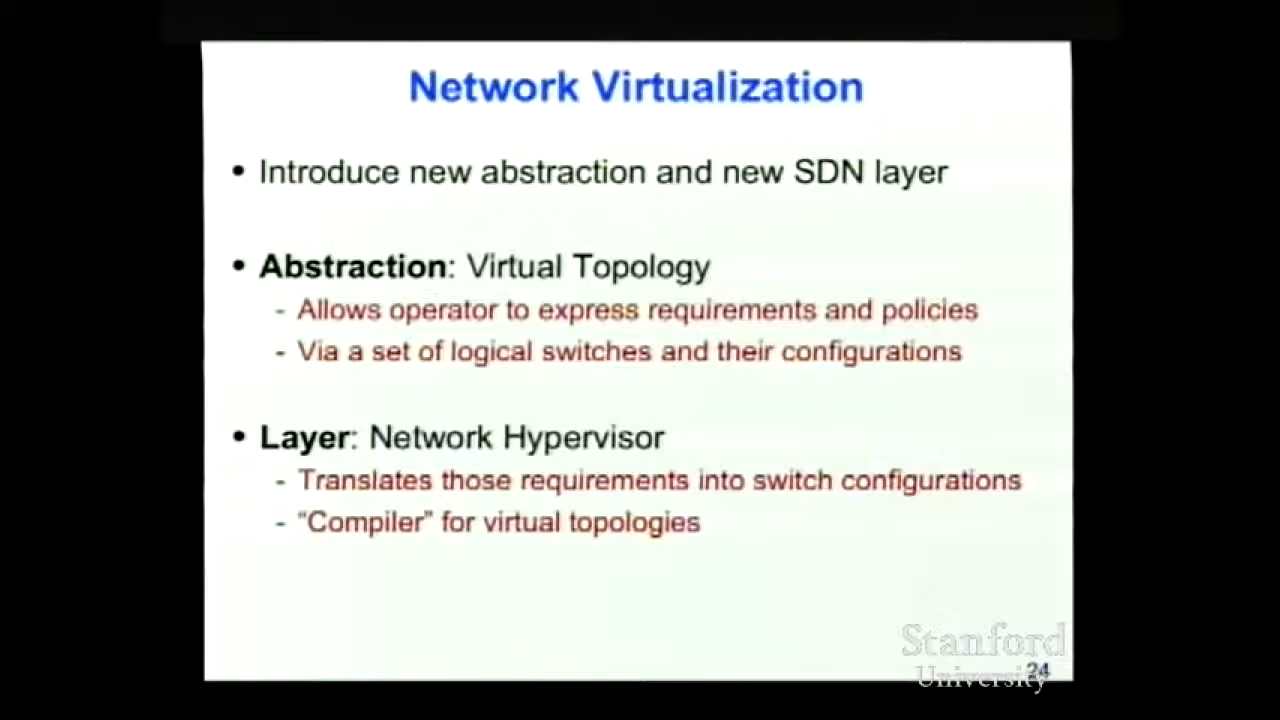 Network Virtualization
• Introduce new abstraction and new SDN layer
• Abstraction: Virtual Topology
- Allows operator to express requirements and policies
- Via a set of logical switches and their configurations
• Layer: Network Hypervisor
- Translates those requirements into switch configurations
- “Compiler” for virtual topologies
Stanford
University
24